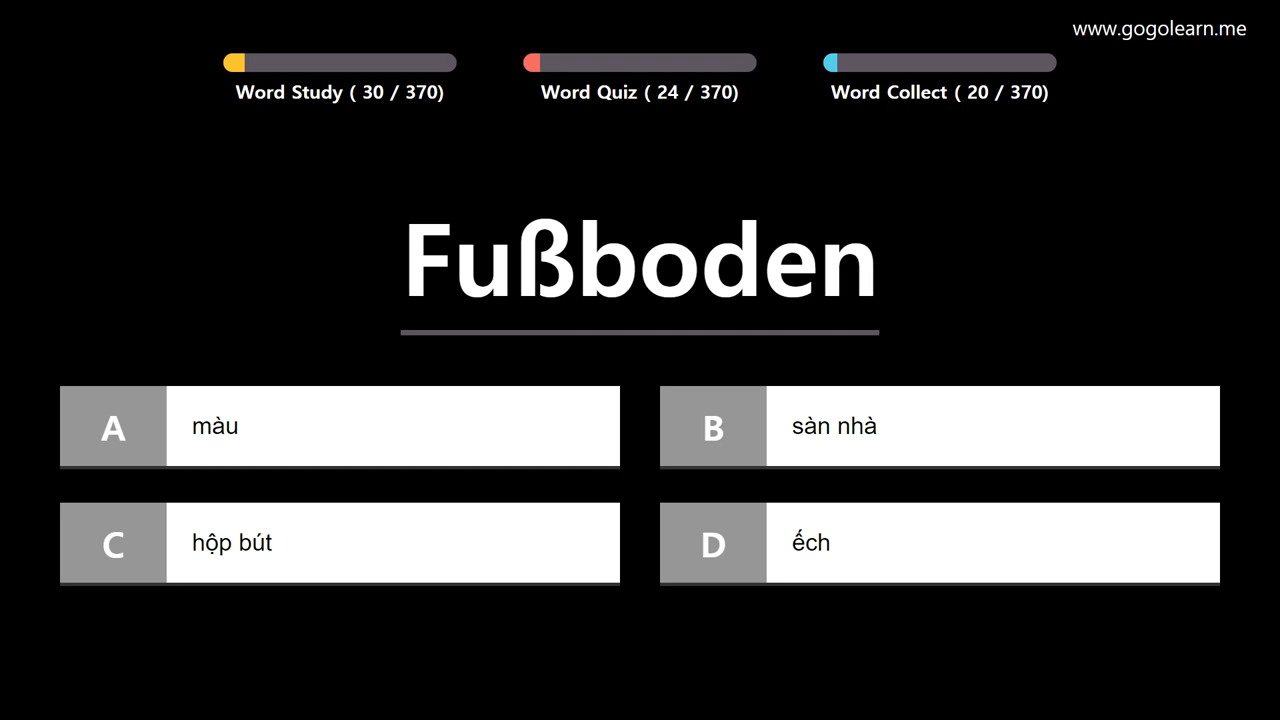 www.gogolearn.me
Word Study ( 30 / 370)
Word Quiz ( 24 / 370)
Word Collect ( 20 / 370)
Fußboden
A
màu
B
sàn nhà
C
hộp bút
D
ếch